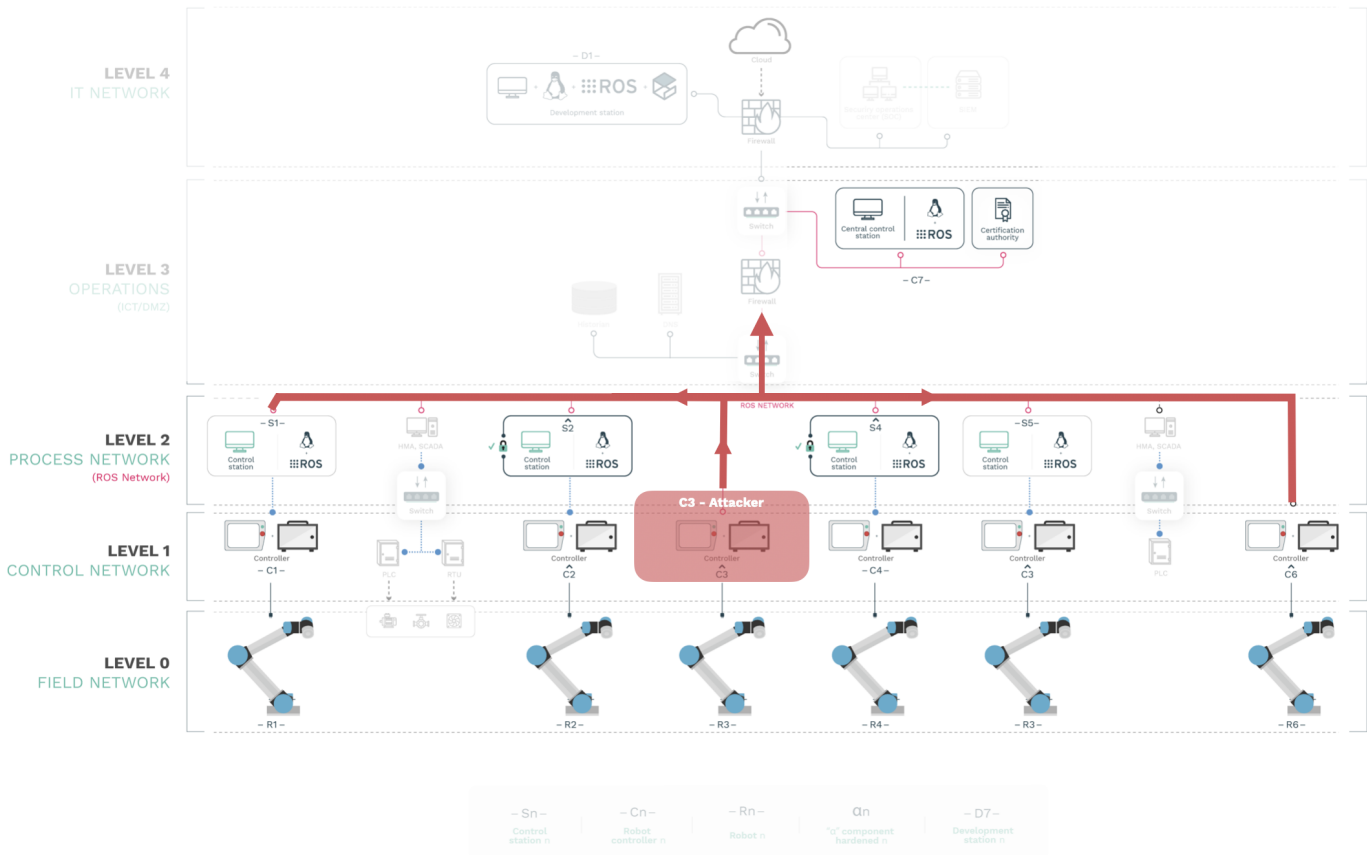 LEVEL 4
IT NETWORK
– D1 –
ROS
Development station
Cloud
Firewall
LEVEL 3
OPERATIONS
(ICT/DMZ)
Switch
Central control
station
ROS
Certification
authority
– C7 –
Firewall
Switch
ROS NETWORK
LEVEL 2
PROCESS NETWORK
(ROS Network)
– S1 –
Control
station
ROS
HMA, SCADA
Switch
^
S2
Control
station
ROS
^
S4
Control
station
ROS
– S5 –
Control
station
ROS
HMA, SCADA
Switch
LEVEL 1
CONTROL NETWORK
Controller
– C1 –
PLC
RTU
Controller
^
C2
C3 – Attacker
Controller
^
C3
Controller
– C4 –
Controller
^
C3
PLC
Controller
^
C6
LEVEL 0
FIELD NETWORK
– R1 –
– R2 –
– R3 –
– R4 –
– R3 –
– R6 –
– Sn –
Control
station n
– Cn –
Robot
controller n
– Rn –
Robot n
αn
"α" component
hardened n
– D7 –
Development
station n